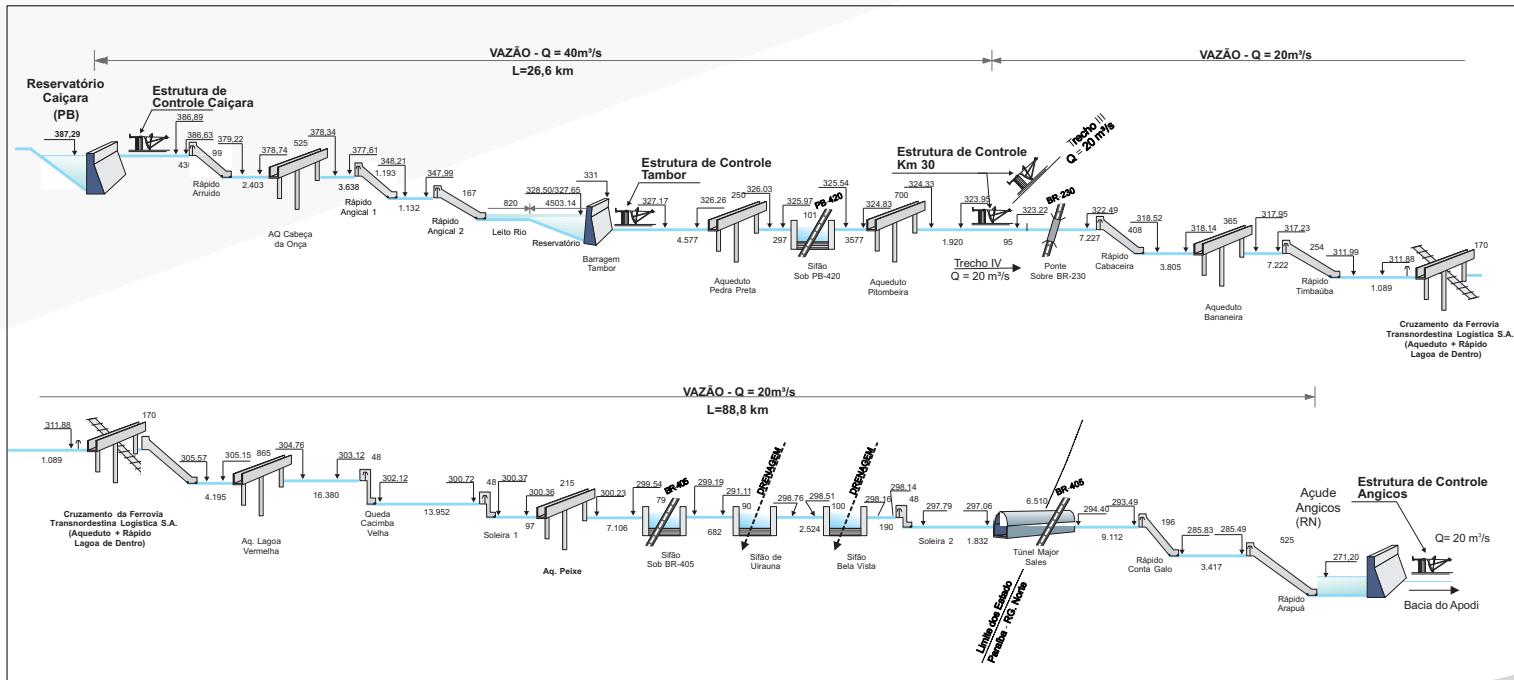 VAZÃO - Q = 40m³/s
L=26,6 km
VAZÃO - Q = 20m³/s
Reservatório
Caiçara
(PB)
387,29
Estrutura de
Controle Caiçara
386,89
386,63
43
99
Rápido
Arruído
379,22
2.403
378,74
525
AQ Cabeça
da Onça
378,34
3.638
377,61
1.193
Rápido
Angical 1
348,21
1.132
347,99
167
Rápido
Angical 2
820
Leito Rio
328.50/327.65
4503.14
Reservatório
331
Barragem
Tambor
Estrutura de Controle
Tambor
327.17
4.577
326.26
250
Aqueduto
Pedra Preta
326.03
297
325.97
101
PB-420
Sifão
Sob PB-420
325.54
3577
324.83
700
Aqueduto
Pitombeira
324.33
1.920
Estrutura de Controle
Km 30
323.95
Trecho III
Q = 20 m³/s
Trecho IV
Q = 20 m³/s
95
323.22
BR-230
Ponte
Sobre BR-230
7.227
322.49
408
Rápido
Cabaceira
318.52
3.805
318.14
365
Aqueduto
Bananeira
317.95
7.222
317.23
254
Rápido
Timbaúba
311.99
1.089
311.88
170
Cruzamento da Ferrovia
Transnordestina Logística S.A.
(Aqueduto + Rápido
Lagoa de Dentro)
VAZÃO - Q = 20m³/s
L=88,8 km
311.88
1.089
170
Cruzamento da Ferrovia
Transnordestina Logística S.A.
(Aqueduto + Rápido
Lagoa de Dentro)
305.57
4.195
305.15
865
Aq. Lagoa
Vermelha
304.76
16.380
303.12
48
302.12
Queda
Cacimba
Velha
13.952
300.72
48
300.37
Soleira 1
97
300.36
215
Aq. Peixe
300.23
7.106
299.54
79
BR-405
Sifão
Sob BR-405
299.19
682
291.11
90
DRENAGEM
Sifão de
Uirauna
298.76
2.524
298.51
100
DRENAGEM
Sifão
Bela Vista
298.16
190
298.14
48
Soleira 2
297.79
1.832
297.06
6.510
BR-405
Túnel Major
Sales
Limite dos Estado
Paraíba - RG. Norte
294.40
9.112
293.49
196
Rápido
Conta Galo
285.83
3.417
285.49
525
Rápido
Arapuá
Açude
Angicos
(RN)
271,20
Estrutura de Controle
Angicos
Q= 20 m³/s
Bacia do Apodi